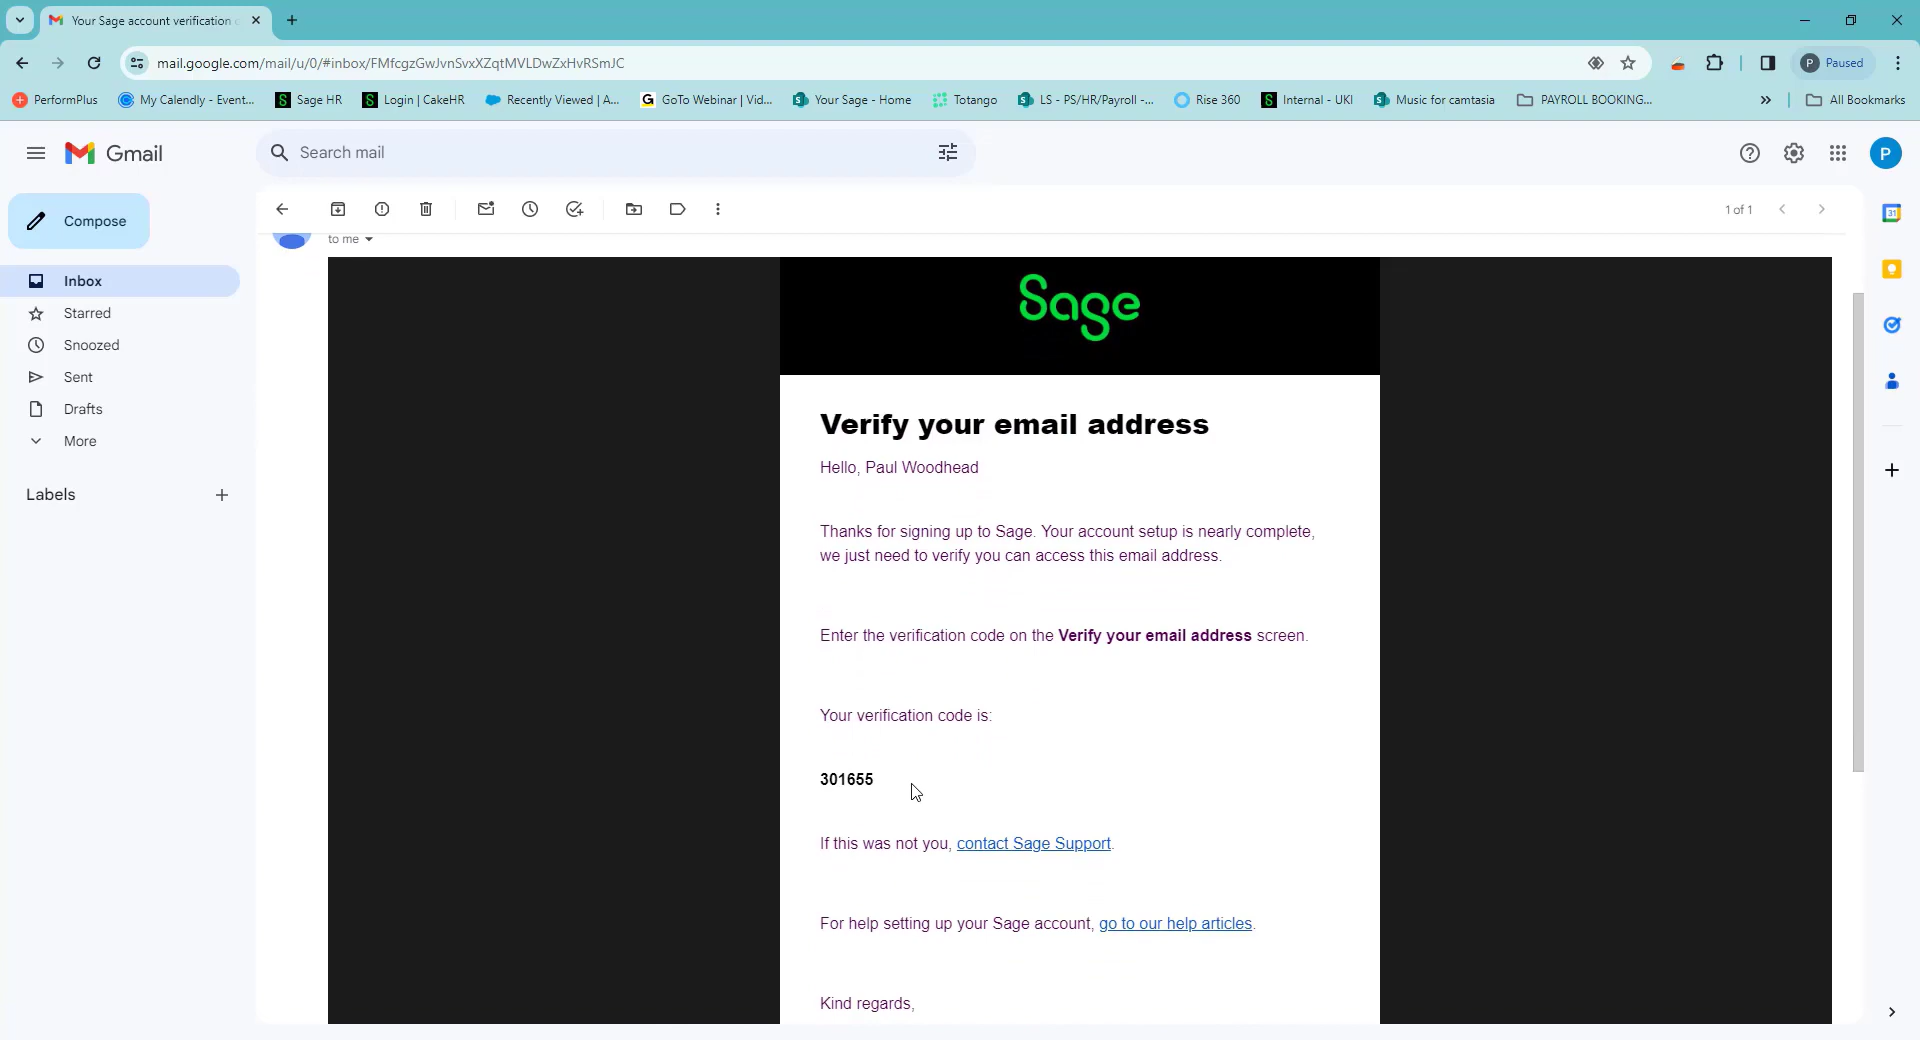 Your Sage account verification c
mail.google.com/mail/u/0/#inbox/FMfcgzGwJvnSvxXZqtMVLDwZxHvRSmJC
P Paused
PerformPlus
My Calendly - Event...
S Sage HR
S Login | CakeHR
Recently Viewed | A...
G GoTo Webinar | Vid...
S Your Sage - Home
Totango
S LS - PS/HR/Payroll -...
Rise 360
S Internal - UKI
S Music for camtasia
PAYROLL BOOKING...
All Bookmarks
Gmail
Search mail
P
Compose
1 of 1
31
to me
Inbox
Starred
Snoozed
Sent
Drafts
More
Labels
Sage
Verify your email address
Hello, Paul Woodhead
Thanks for signing up to Sage. Your account setup is nearly complete,
we just need to verify you can access this email address.
Enter the verification code on the Verify your email address screen.
Your verification code is:
301655
If this was not you, contact Sage Support.
For help setting up your Sage account, go to our help articles.
Kind regards,